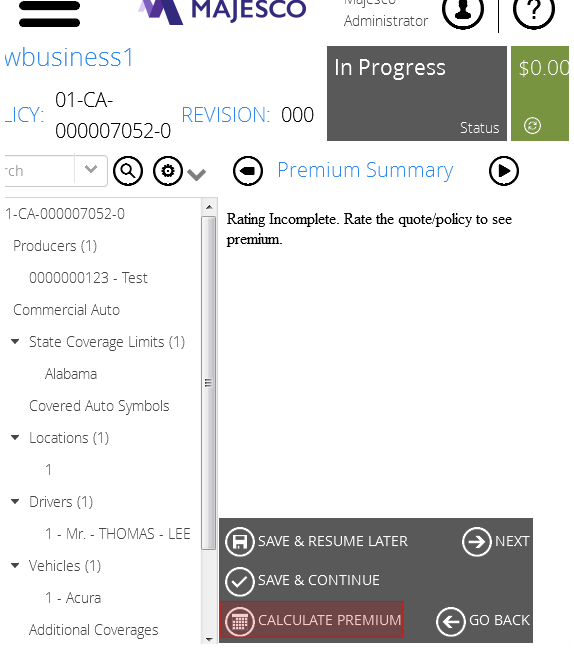 MAJESCO
Majesco
Administrator
?
wbusiness1
In Progress
Status
$0.00
LICY:
01-CA-
000007052-0
REVISION: 000
rch
Premium Summary
1-CA-000007052-0
Producers (1)
0000000123 - Test
Commercial Auto
State Coverage Limits (1)
Alabama
Covered Auto Symbols
Locations (1)
1
Drivers (1)
1 - Mr. - THOMAS - LEE
Vehicles (1)
1 - Acura
Additional Coverages
Rating Incomplete. Rate the quote/policy to see
premium.
SAVE & RESUME LATER
NEXT
SAVE & CONTINUE
CALCULATE PREMIUM
GO BACK